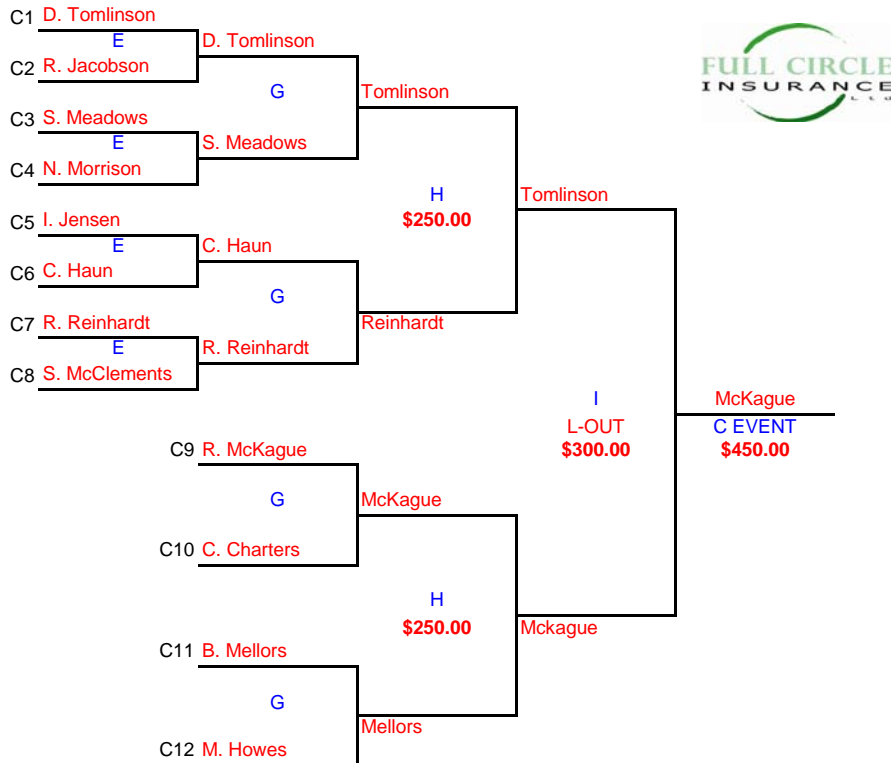 C1 D. Tomlinson
E
D. Tomlinson
C2 R. Jacobson
G
Tomlinson
C3 S. Meadows
E
S. Meadows
C4 N. Morrison
H
$250.00
Tomlinson
C5 I. Jensen
E
C. Haun
C6 C. Haun
G
Reinhardt
C7 R. Reinhardt
E
R. Reinhardt
C8 S. McClements
I
L-OUT
$300.00
McKague
C EVENT
$450.00
C9 R. McKague
G
McKague
C10 C. Charters
H
$250.00
Mckague
C11 B. Mellors
G
Mellors
C12 M. Howes
FULL CIRCLE
INSURANCE
LTD